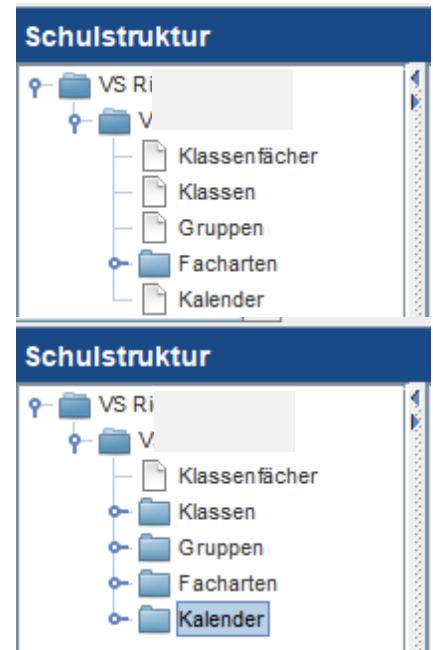 Schulstruktur
VS Ri
V
Klassenfächer
Klassen
Gruppen
Facharten
Kalender
Schulstruktur
VS Ri
V
Klassenfächer
Klassen
Gruppen
Facharten
Kalender